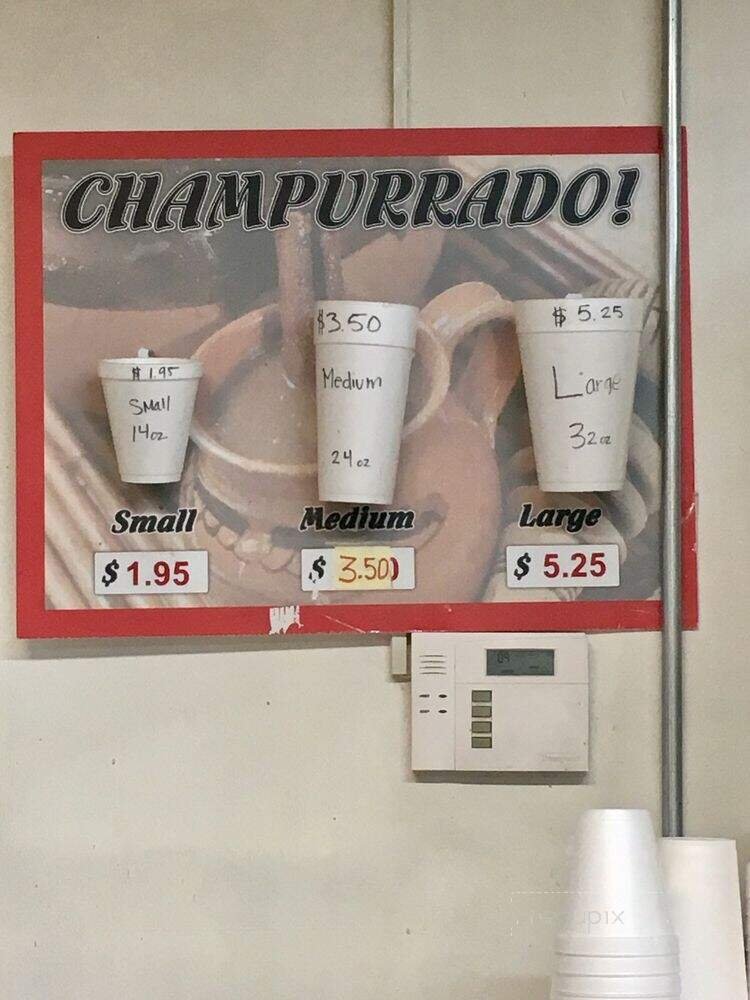 CHAMPURRADO!
$ 1.95
Small
14oz
$3.50
Medium
24oz
$ 5.25
Large
32oz
Small
Medium
Large
$ 1.95
$ 3.50
$ 5.25